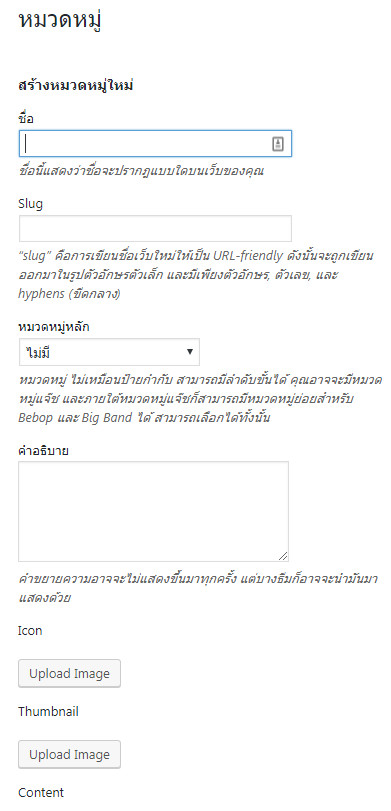 หมวดหมู่
สร้างหมวดหมู่ใหม่
ชื่อ
ชื่อนี้แสดงว่าชื่อจะปรากฏแบบใดบนเว็บของคุณ
Slug
“slug” คือการเขียนชื่อเว็บใหม่ให้เป็น URL-friendly ดังนั้นจะถูกเขียน
ออกมาในรูปตัวอักษรตัวเล็ก และมีเพียงตัวอักษร, ตัวเลข, และ
hyphens (ขีดกลาง)
หมวดหมู่หลัก
ไม่มี
หมวดหมู่ ไม่เหมือนป้ายกำกับ สามารถมีลำดับขั้นได้ คุณอาจจะมีหมวด
หมู่แจ๊ซ และภายใต้หมวดหมู่แจ๊ซก็สามารถมีหมวดหมู่ย่อยสำหรับ
Bebop และ Big Band ได้ สามารถเลือกได้ทั้งนั้น
คำอธิบาย
คำขยายความอาจจะไม่แสดงขึ้นมาทุกครั้ง แต่บางธีมก็อาจจะนำมันมา
แสดงด้วย
Icon
Upload Image
Thumbnail
Upload Image
Content